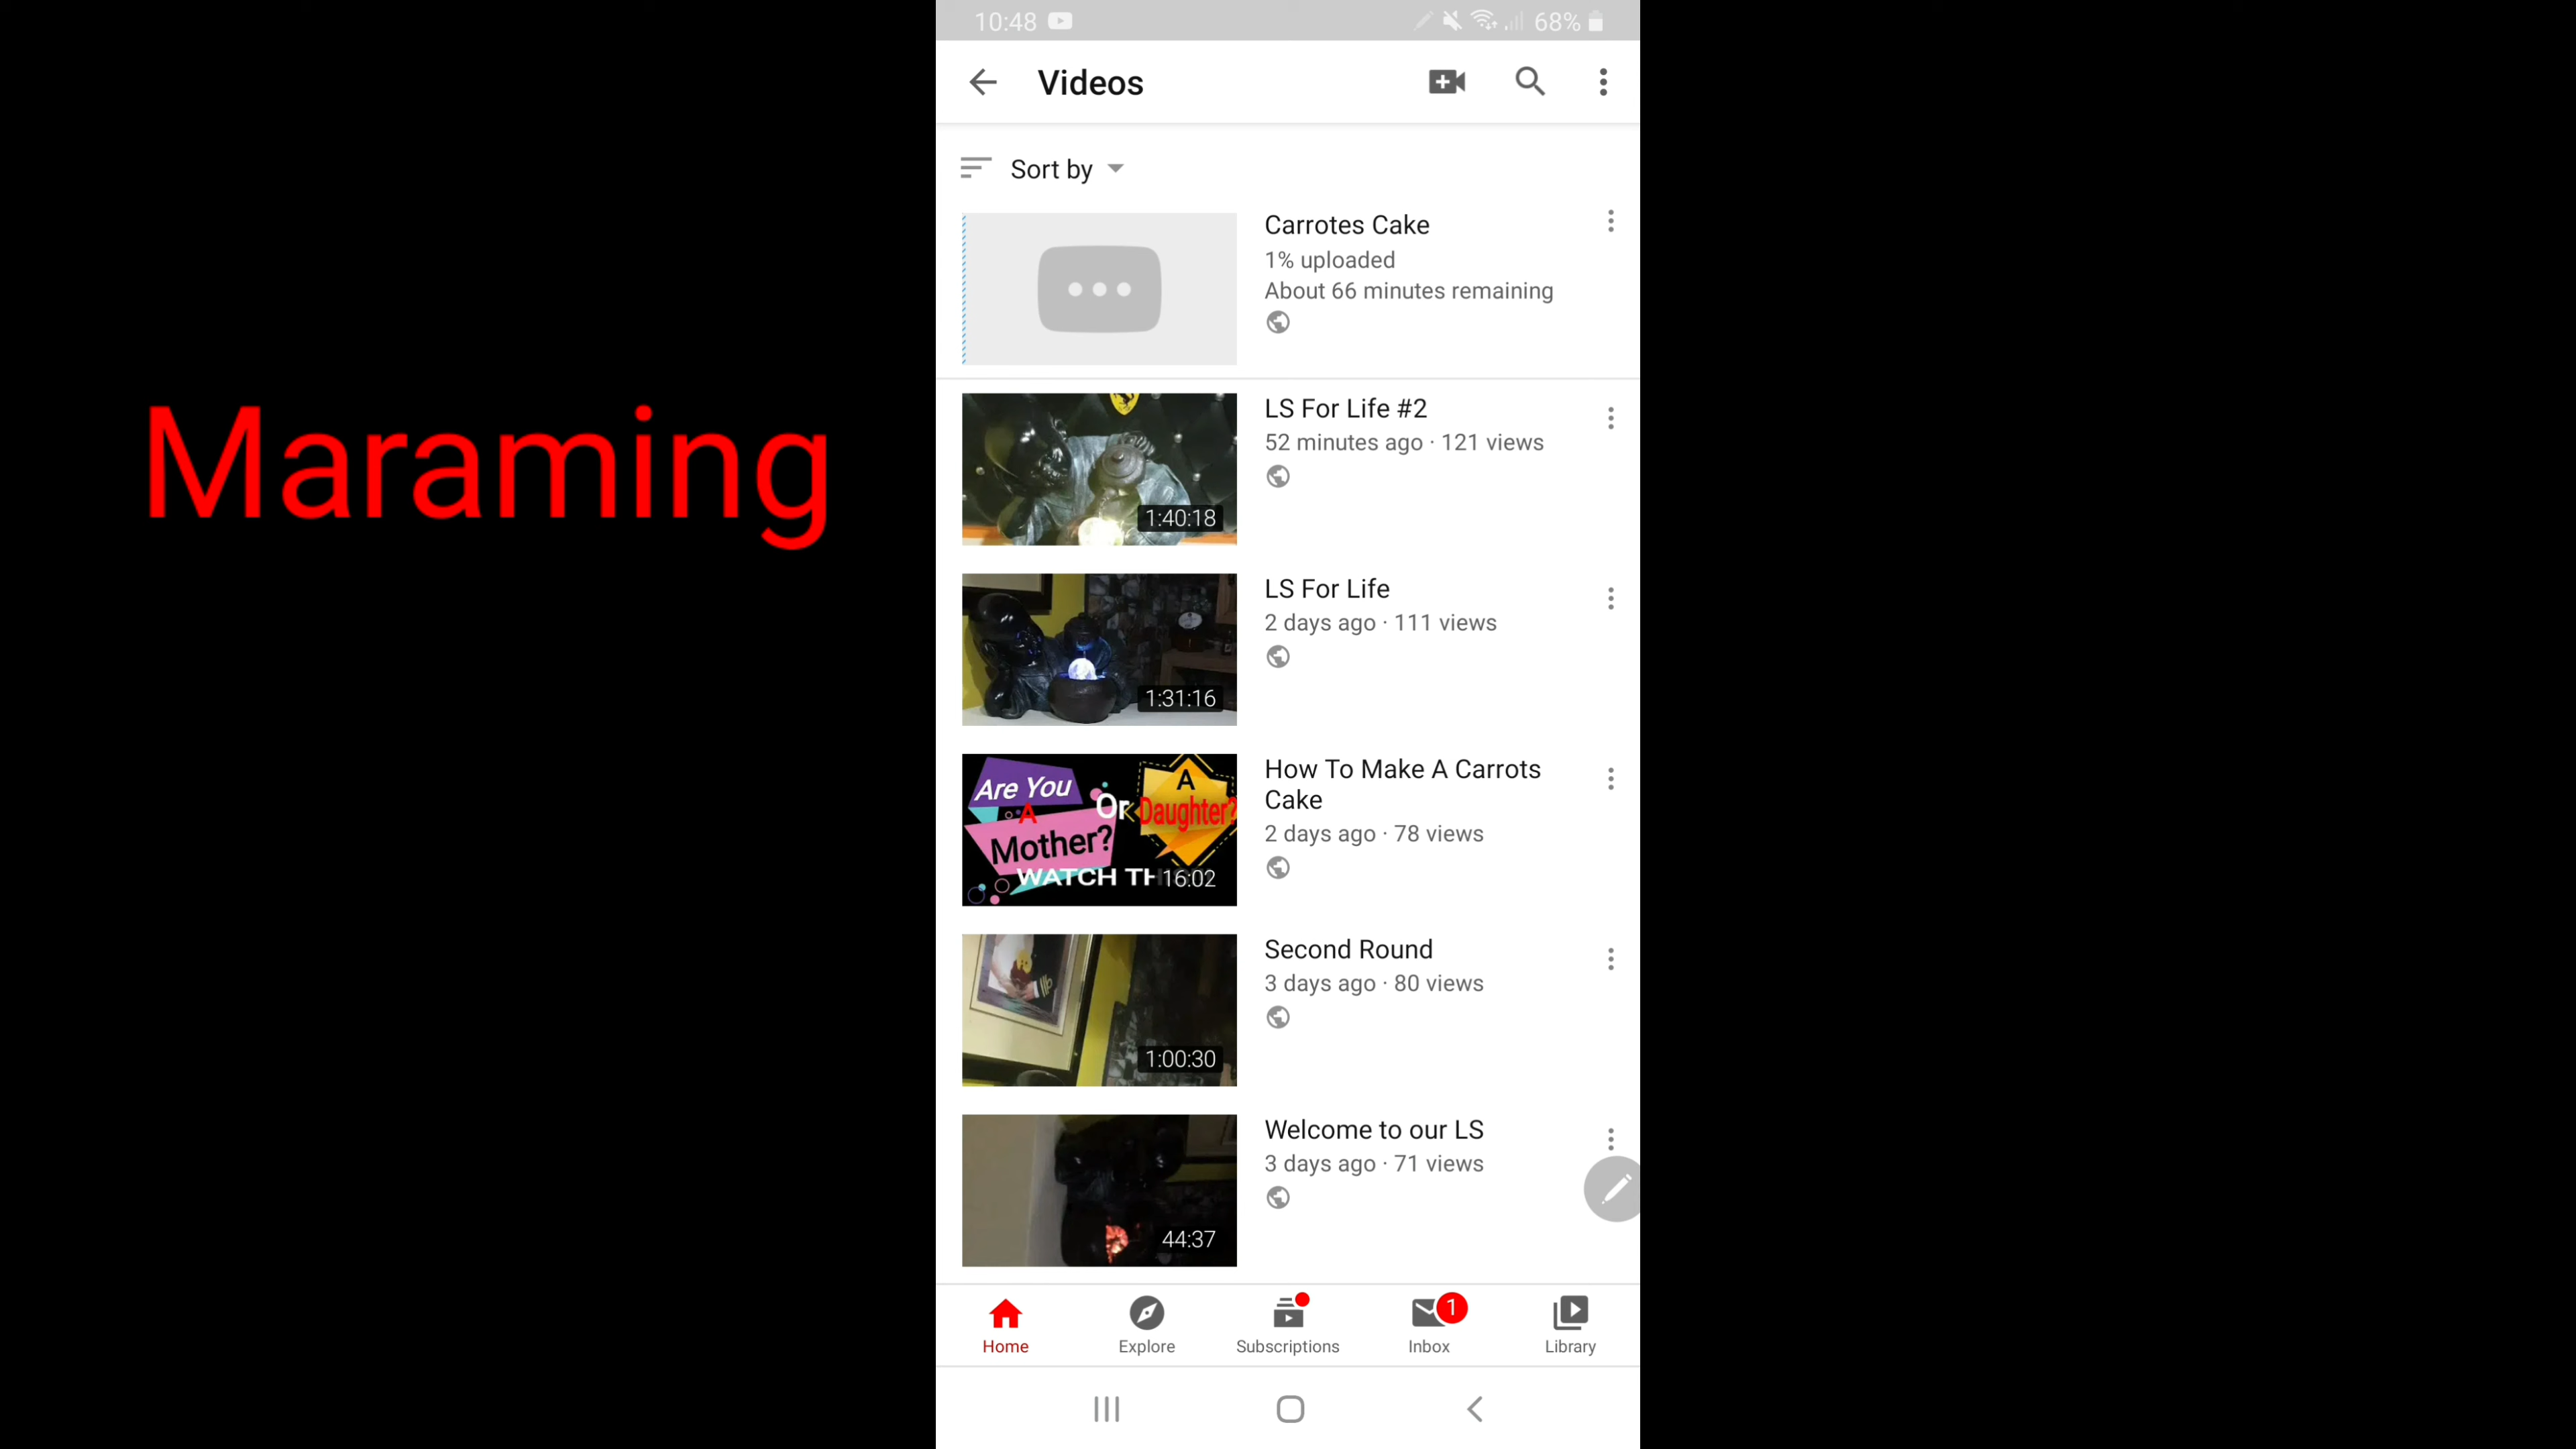 10:48
68%
Videos
Sort by
Carrotes Cake
1% uploaded
About 66 minutes remaining
Maraming
LS For Life #2
52 minutes ago · 121 views
1:40:18
LS For Life
2 days ago · 111 views
1:31:16
Are You
A
Mother?
Or
A
Daughter?
WATCH TH
16:02
How To Make A Carrots
Cake
2 days ago · 78 views
Second Round
3 days ago · 80 views
1:00:30
Welcome to our LS
3 days ago · 71 views
44:37
1
Home
Explore
Subscriptions
Inbox
Library